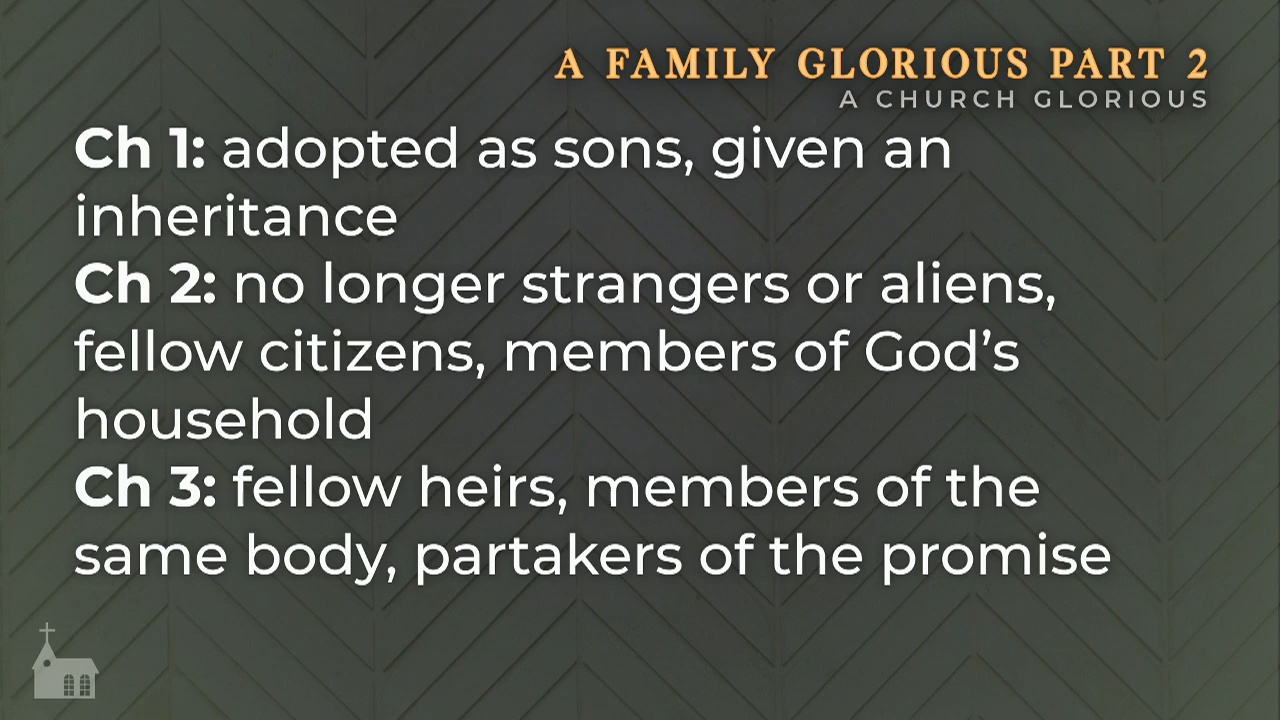 A FAMILY GLORIOUS PART 2
A CHURCH GLORIOUS
Ch 1: adopted as sons, given an
inheritance
Ch 2: no longer strangers or aliens,
fellow citizens, members of God’s
household
Ch 3: fellow heirs, members of the
same body, partakers of the promise